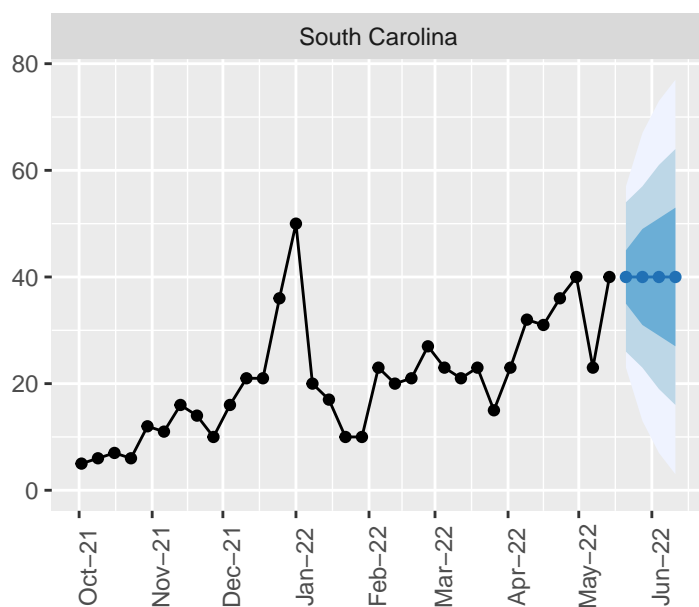 South Carolina
80
60
40
20
0
Oct−21
Nov−21
Dec−21
Jan−22
Feb−22
Mar−22
Apr−22
May−22
Jun−22